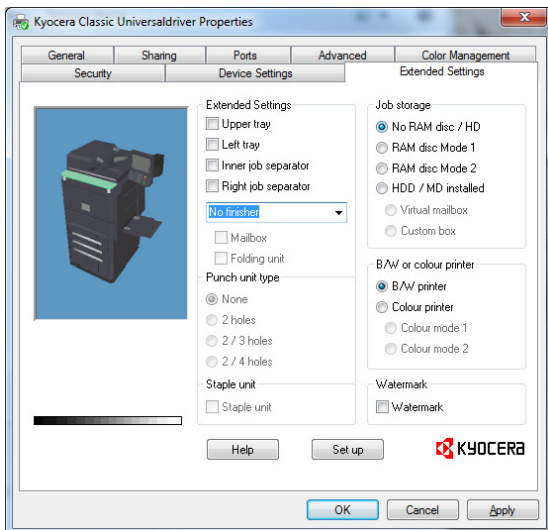 Kyocera Classic Universaldriver Properties
General Sharing Ports Advanced Color Management
Security Device Settings Extended Settings
Extended Settings
Upper tray
Left tray
Inner job separator
Right job separator
No finisher
Mailbox
Folding unit
Punch unit type
None
2 holes
2 / 3 holes
2 / 4 holes
Staple unit
Staple unit
Job storage
No RAM disc / HD
RAM disc Mode 1
RAM disc Mode 2
HDD / MD installed
Virtual mailbox
Custom box
B/W or colour printer
B/W printer
Colour printer
Colour mode 1
Colour mode 2
Watermark
Watermark
Help Set up KYOCERA
OK Cancel Apply